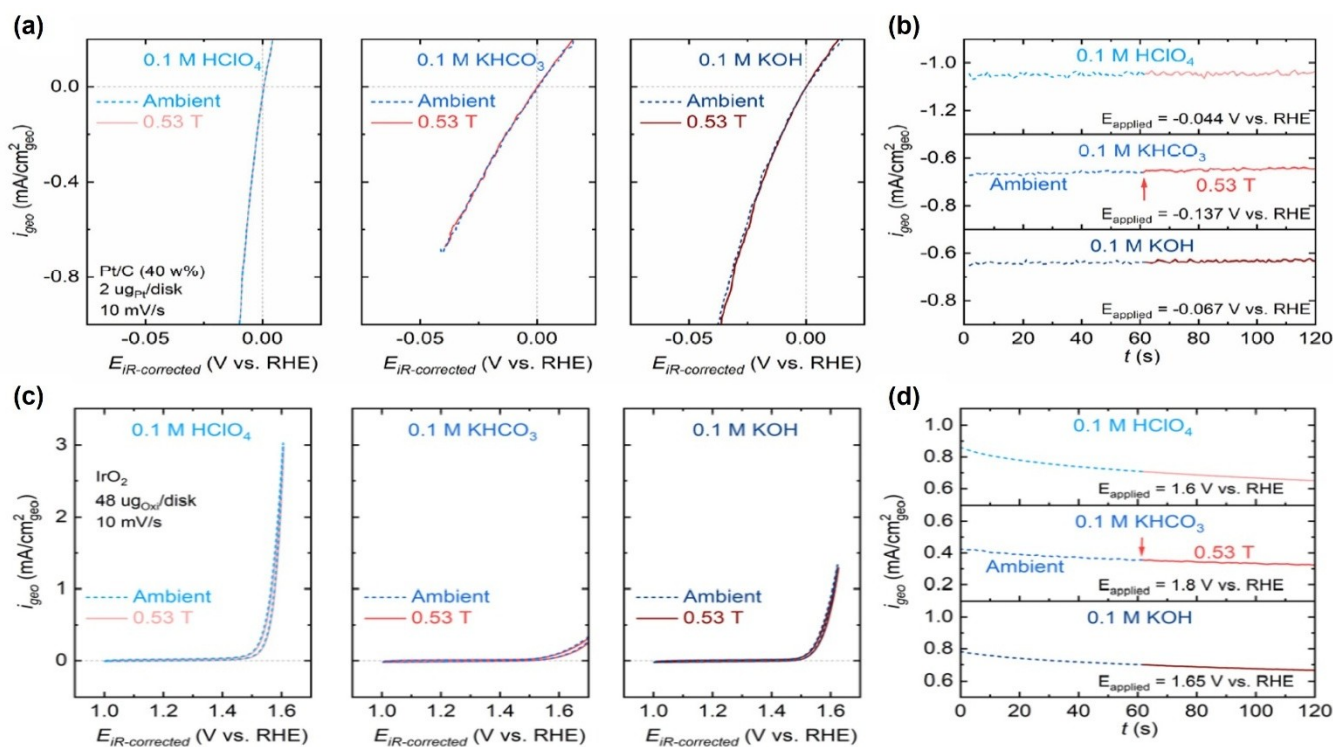 (a)
0.1 M HClO4
Ambient
0.53 T
Pt/C (40 w%)
2 ugPt/disk
10 mV/s
0.1 M KHCO3
Ambient
0.53 T
0.1 M KOH
Ambient
0.53 T
igeo (mA/cm2geo)
0.0
-0.4
-0.8
-0.05 0.00
-0.05 0.00
-0.05 0.00
EiR-corrected (V vs. RHE)
EiR-corrected (V vs. RHE)
EiR-corrected (V vs. RHE)
(b)
0.1 M HClO4
Eapplied = -0.044 V vs. RHE
0.1 M KHCO3
Ambient
0.53 T
Eapplied = -0.137 V vs. RHE
0.1 M KOH
Eapplied = -0.067 V vs. RHE
igeo (mA/cm2geo)
-1.0
-1.2
-0.6
-0.8
-0.6
-0.8
0 20 40 60 80 100 120
t (s)
(c)
0.1 M HClO4
IrO2
48 ugOxi/disk
10 mV/s
Ambient
0.53 T
0.1 M KHCO3
Ambient
0.53 T
0.1 M KOH
Ambient
0.53 T
igeo (mA/cm2geo)
3
2
1
0
1.0 1.2 1.4 1.6
1.0 1.2 1.4 1.6
1.0 1.2 1.4 1.6
EiR-corrected (V vs. RHE)
EiR-corrected (V vs. RHE)
EiR-corrected (V vs. RHE)
(d)
0.1 M HClO4
Eapplied = 1.6 V vs. RHE
0.1 M KHCO3
Ambient
0.53 T
Eapplied = 1.8 V vs. RHE
0.1 M KOH
Eapplied = 1.65 V vs. RHE
igeo (mA/cm2geo)
1.0
0.8
0.6
0.6
0.4
0.2
1.0
0.8
0.6
0 20 40 60 80 100 120
t (s)